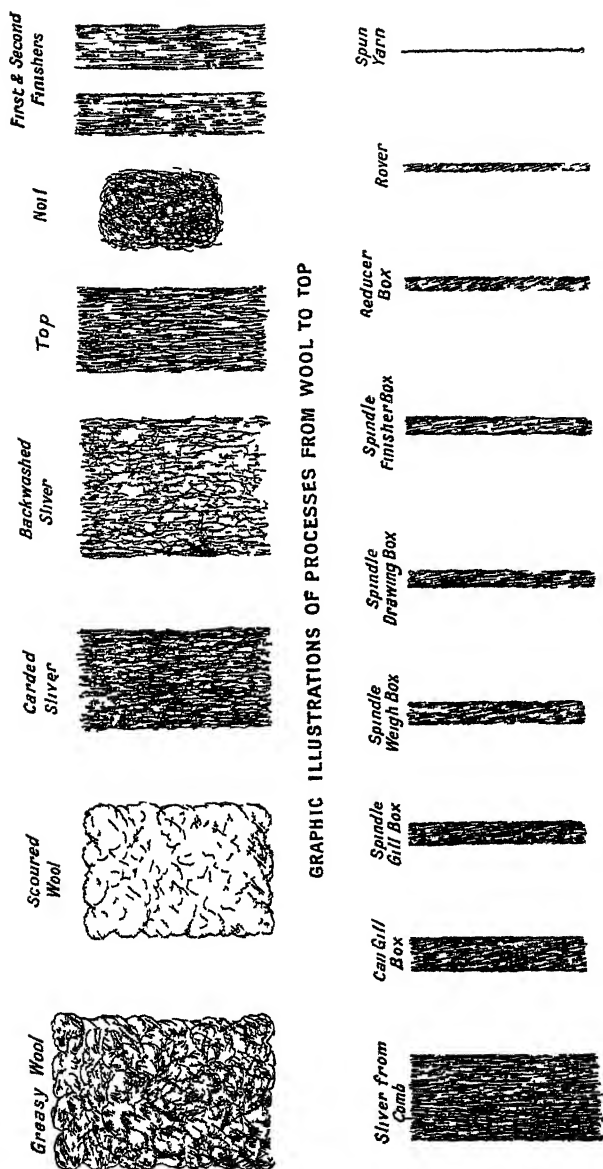 Greasy Wool
Scoured
Wool
Carded
Sliver
Backwashed
Sliver
Top
Noil
First & Second
Finishers
GRAPHIC ILLUSTRATIONS OF PROCESSES FROM WOOL TO TOP
Sliver from
Comb
Can Gill
Box
Spindle
Gill Box
Spindle
Weigh Box
Spindle
Drawing Box
Spindle
Finisher Box
Reducer
Box
Rover
Spun
Yarn